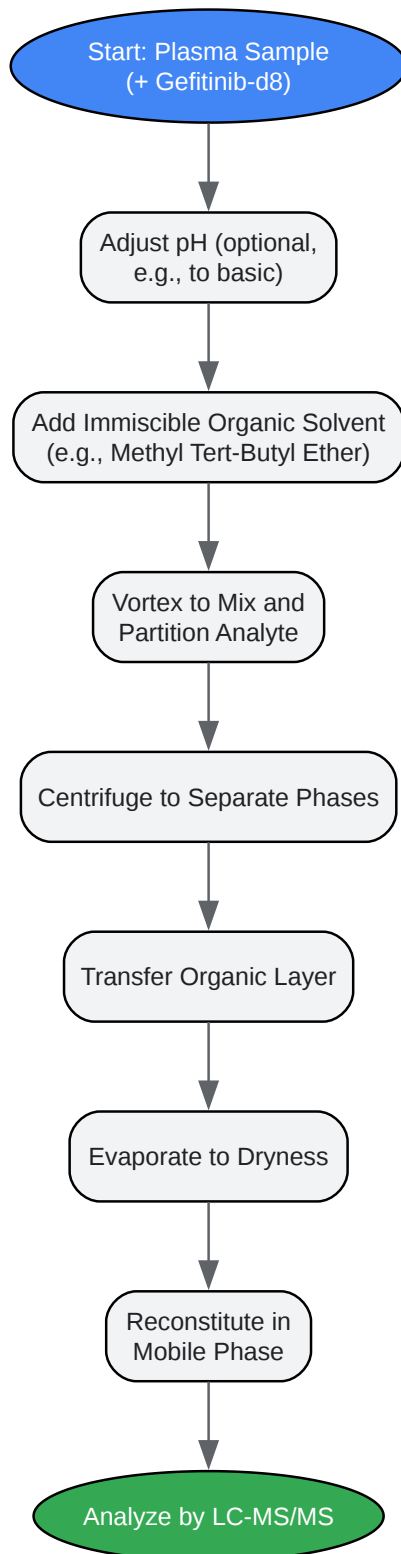 Start: Plasma Sample
(+ Gefitinib-d8)
Adjust pH (optional,
e.g., to basic)
Add Immiscible Organic Solvent
(e.g., Methyl Tert-Butyl Ether)
Vortex to Mix and
Partition Analyte
Centrifuge to Separate Phases
Transfer Organic Layer
Evaporate to Dryness
Reconstitute in
Mobile Phase
Analyze by LC-MS/MS